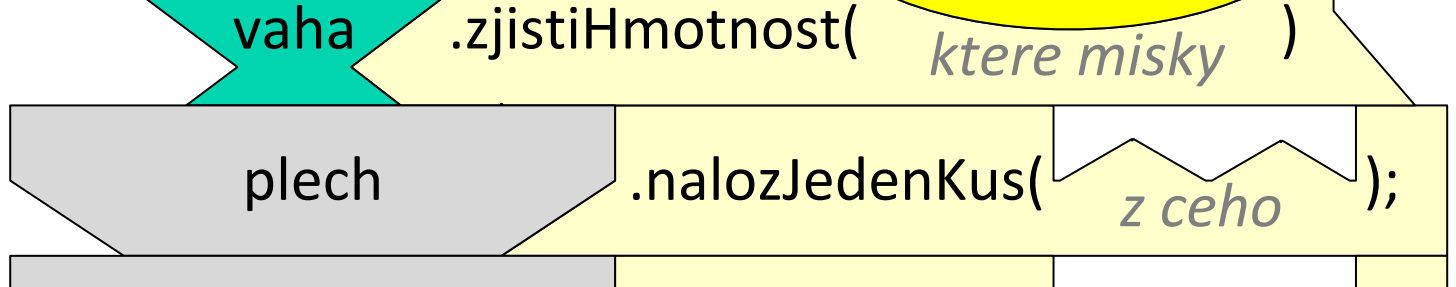 vaha .zjistiHmotnost( ktere misky )
plech .nalozJedenKus( z ceho );